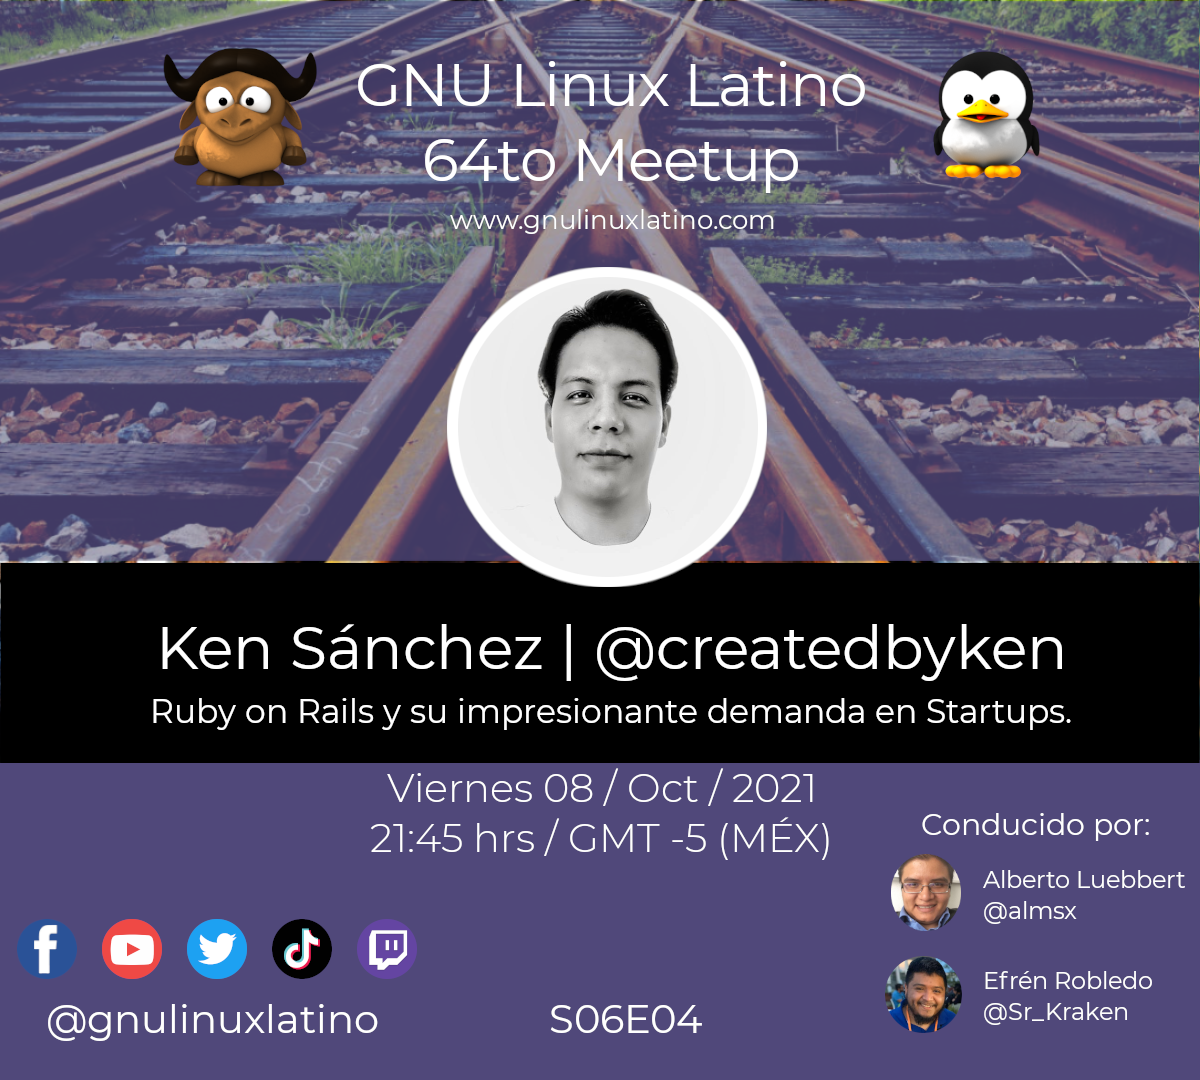 GNU Linux Latino
64to Meetup
www.gnulinuxlatino.com
Ken Sánchez | @createdbyken
Ruby on Rails y su impresionante demanda en Startups.
Viernes 08 / Oct / 2021
21:45 hrs / GMT -5 (MÉX)
Conducido por:
Alberto Luebbert
@almsx
Efrén Robledo
@Sr_Kraken
@gnulinuxlatino
S06E04